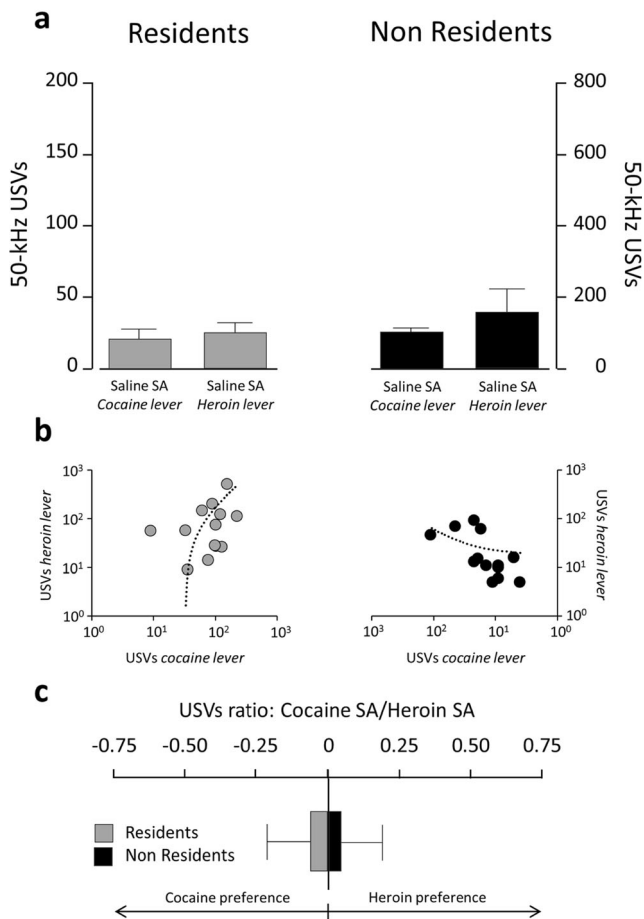 a
Residents
Non Residents
200
150
100
50
0
50-kHz USVs
800
600
400
200
0
50-kHz USVs
Saline SA
Cocaine lever
Saline SA
Heroin lever
Saline SA
Cocaine lever
Saline SA
Heroin lever
b
USVs heroin lever
10³
10²
10¹
10⁰
10⁰ 10¹ 10² 10³
USVs cocaine lever
10³
10²
10¹
10⁰
USVs heroin lever
10³ 10² 10¹ 10⁰
USVs cocaine lever
c
USVs ratio: Cocaine SA/Heroin SA
-0.75 -0.50 -0.25 0 0.25 0.50 0.75
Residents
Non Residents
Cocaine preference
Heroin preference